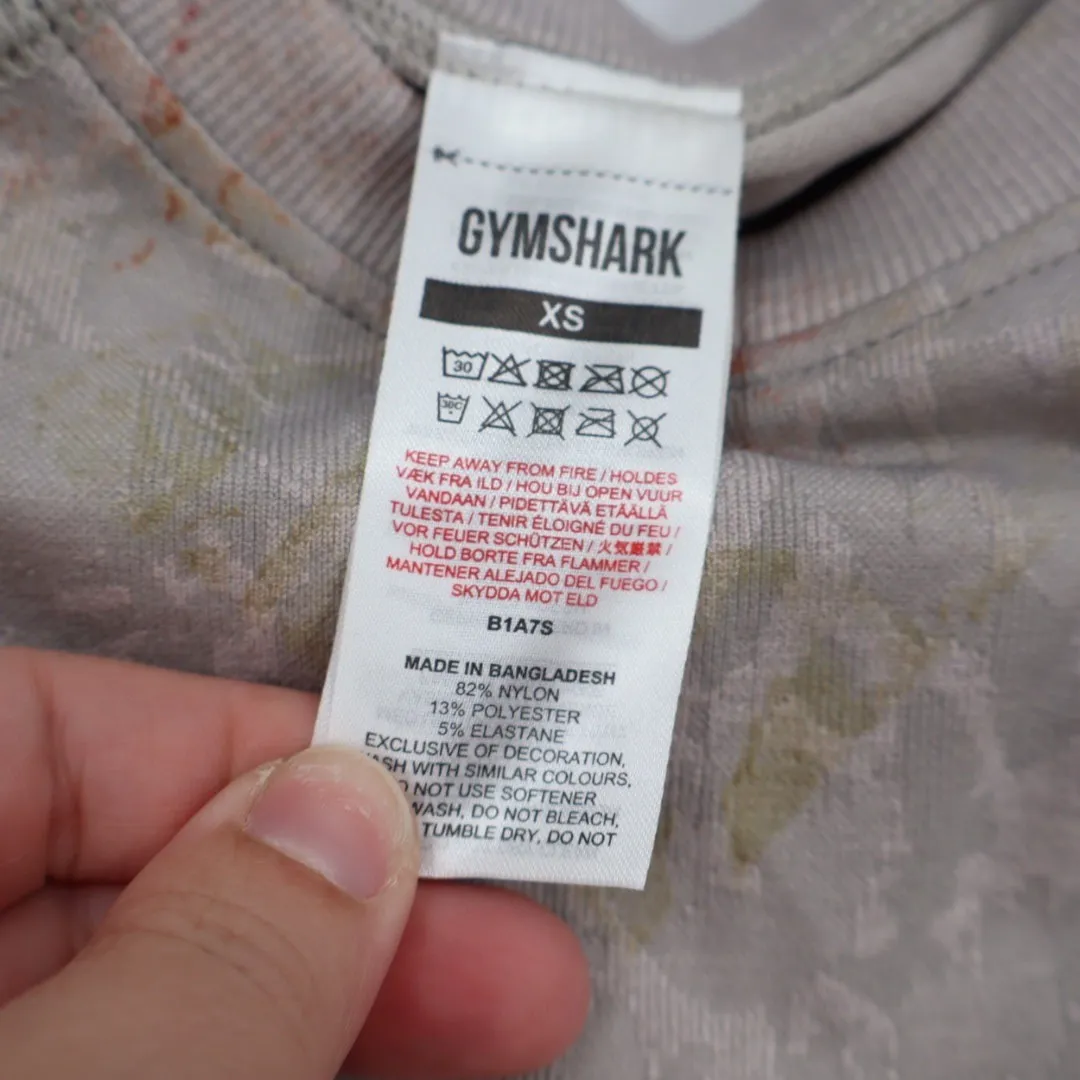 GYMSHARK
XS
30
30C
KEEP AWAY FROM FIRE / HOLDES
VÆK FRA ILD / HOU BIJ OPEN VUUR
VANDAAN / PIDETTÄVÄ ETÄÄLLÄ
TULESTA / TENIR ÉLOIGNÉ DU FEU /
VOR FEUER SCHÜTZEN / 火気厳禁 /
HOLD BORTE FRA FLAMMER /
MANTENER ALEJADO DEL FUEGO /
SKYDDA MOT ELD
B1A7S
MADE IN BANGLADESH
82% NYLON
13% POLYESTER
5% ELASTANE
EXCLUSIVE OF DECORATION,
WITH SIMILAR COLOURS,
NOT USE SOFTENER
WASH, DO NOT BLEACH,
TUMBLE DRY, DO NOT